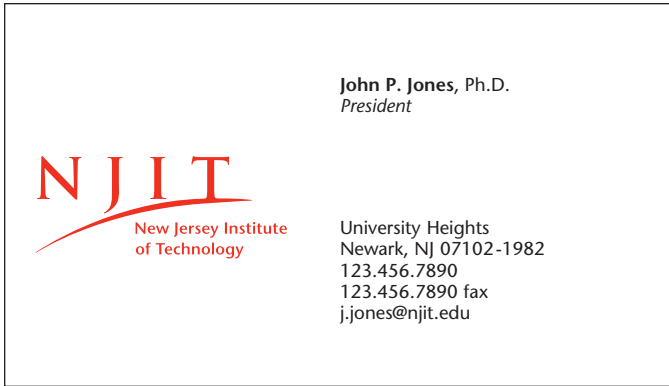 NJIT
New Jersey Institute
of Technology
John P. Jones, Ph.D.
President
University Heights
Newark, NJ 07102-1982
123.456.7890
123.456.7890 fax
j.jones@njit.edu